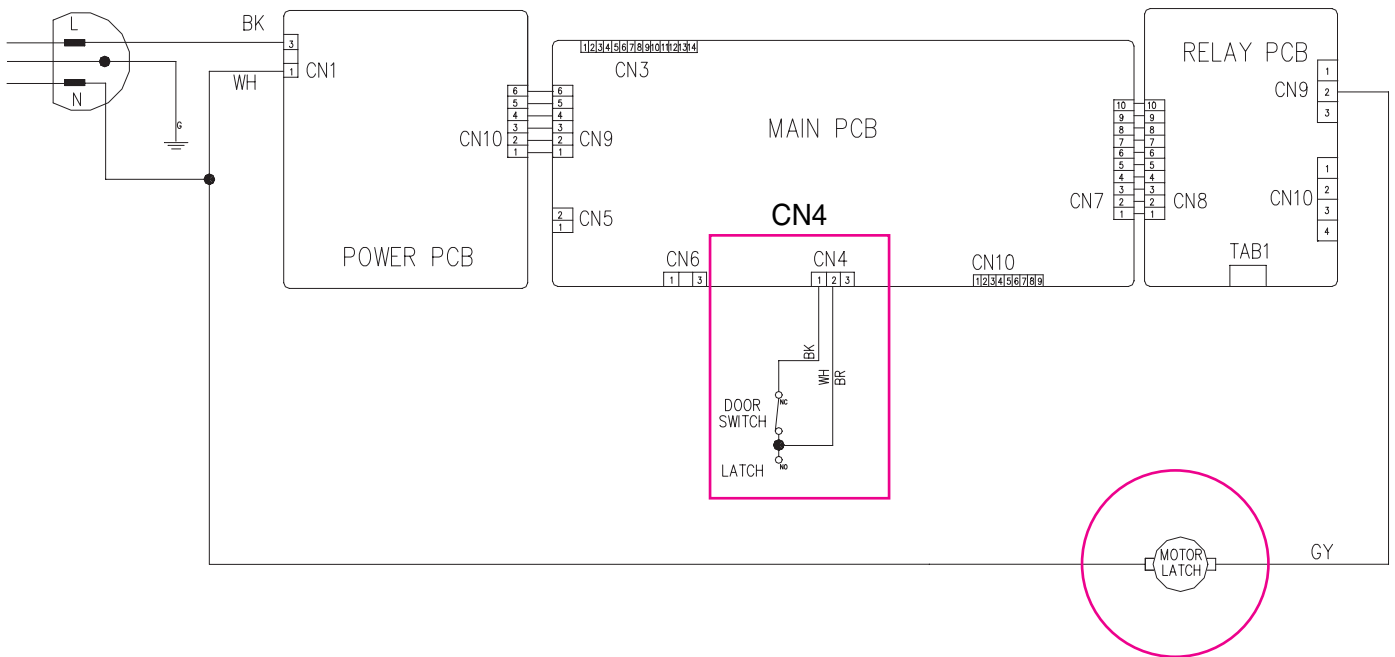 L
BK
N
WH
G
3
1
CN1
POWER PCB
CN10
6
5
4
3
2
1
6
5
4
3
2
1
CN9
2
1
CN5
1 2 3 4 5 6 7 8 9 10 11 12 13 14
CN3
MAIN PCB
CN6
1 3
CN4
CN4
1 2 3
BK
WH
BR
DOOR
SWITCH
NC
LATCH
NO
CN10
1 2 3 4 5 6 7 8 9
CN7
10
9
8
7
6
5
4
3
2
1
10
9
8
7
6
5
4
3
2
1
CN8
RELAY PCB
CN9
1
2
3
CN10
1
2
3
4
TAB1
MOTOR
LATCH
GY